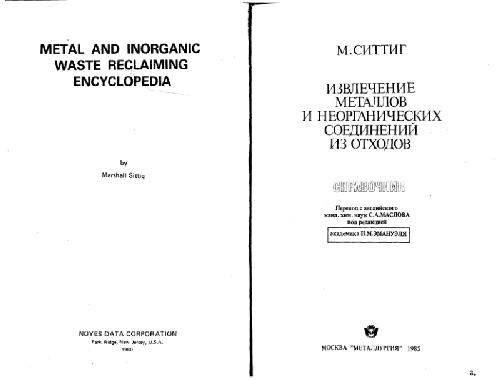 METAL AND INORGANIC
WASTE RECLAIMING
ENCYCLOPEDIA
by
Marshall Sittig
NOYES DATA CORPORATION
Park Ridge, New Jersey, U.S.A.
1980
М. СИТТИГ
ИЗВЛЕЧЕНИЕ
МЕТАЛЛОВ
И НЕОРГАНИЧЕСКИХ
СОЕДИНЕНИЙ
ИЗ ОТХОДОВ
СПРАВОЧНИК
Перевод с английского
канд. хим. наук С.А.МАСЛОВА
под редакцией
академика Н.М.ЭМАНУЭЛЯ
МОСКВА "МЕТАЛЛУРГИЯ" 1985